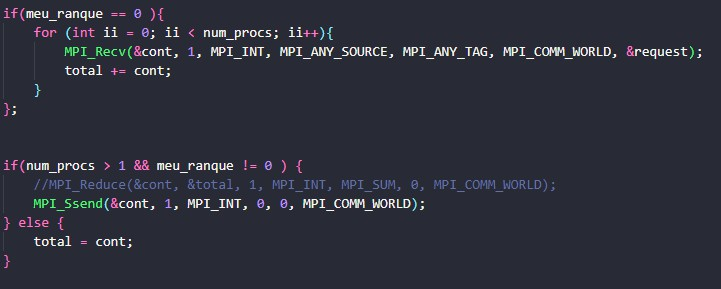 if(meu_ranque == 0 ){
    for (int ii = 0; ii < num_procs; ii++){
        MPI_Recv(&cont, 1, MPI_INT, MPI_ANY_SOURCE, MPI_ANY_TAG, MPI_COMM_WORLD, &request);
        total += cont;
    }
};
if(num_procs > 1 && meu_ranque != 0 ) {
    //MPI_Reduce(&cont, &total, 1, MPI_INT, MPI_SUM, 0, MPI_COMM_WORLD);
    MPI_Ssend(&cont, 1, MPI_INT, 0, 0, MPI_COMM_WORLD);
} else {
    total = cont;
}